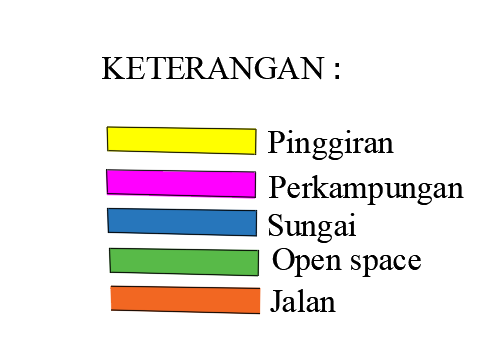 KETERANGAN :
Pinggiran
Perkampungan
Sungai
Open space
Jalan